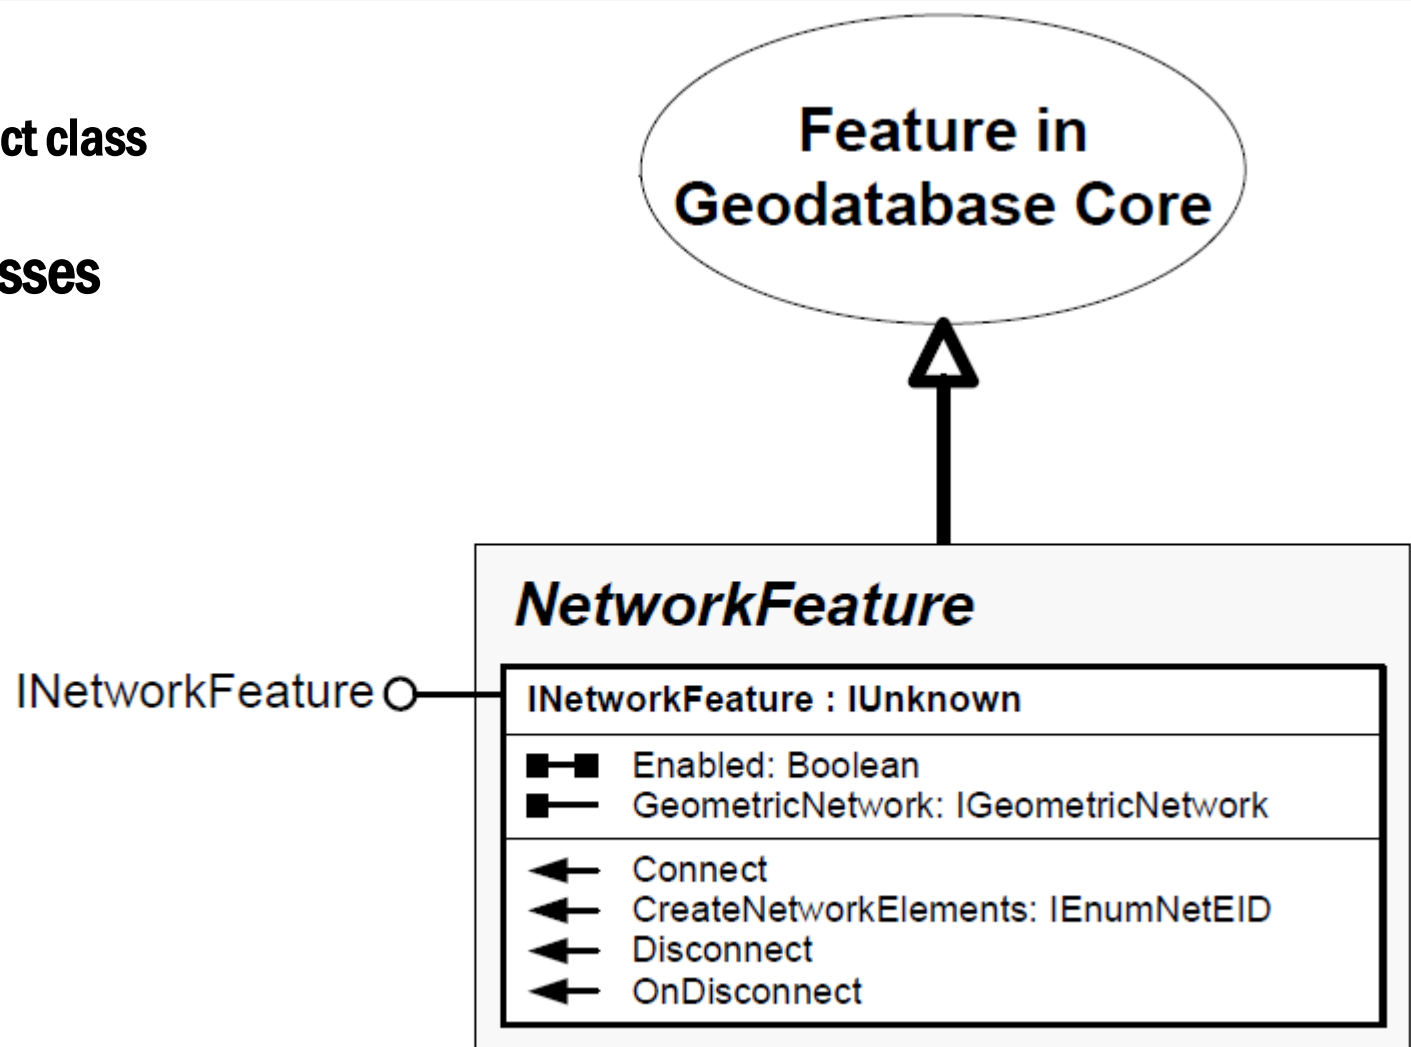 ct class
sses
Feature in
Geodatabase Core
NetworkFeature
INetworkFeature
INetworkFeature : IUnknown
Enabled: Boolean
GeometricNetwork: IGeometricNetwork
Connect
CreateNetworkElements: IEnumNetEID
Disconnect
OnDisconnect